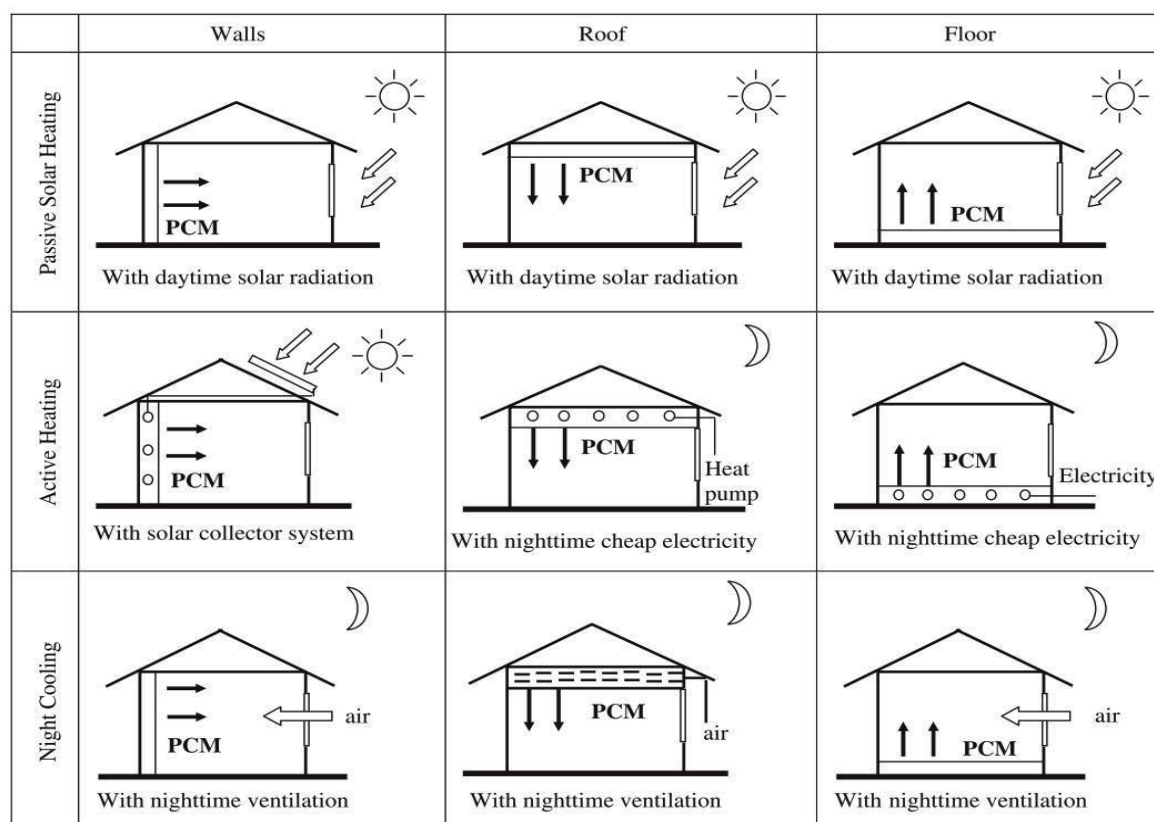 Walls
Roof
Floor
Passive Solar Heating
PCM
With daytime solar radiation
PCM
With daytime solar radiation
PCM
With daytime solar radiation
Active Heating
PCM
With solar collector system
PCM
Heat
pump
With nighttime cheap electricity
PCM
Electricity
With nighttime cheap electricity
Night Cooling
air
PCM
With nighttime ventilation
PCM
air
With nighttime ventilation
air
PCM
With nighttime ventilation